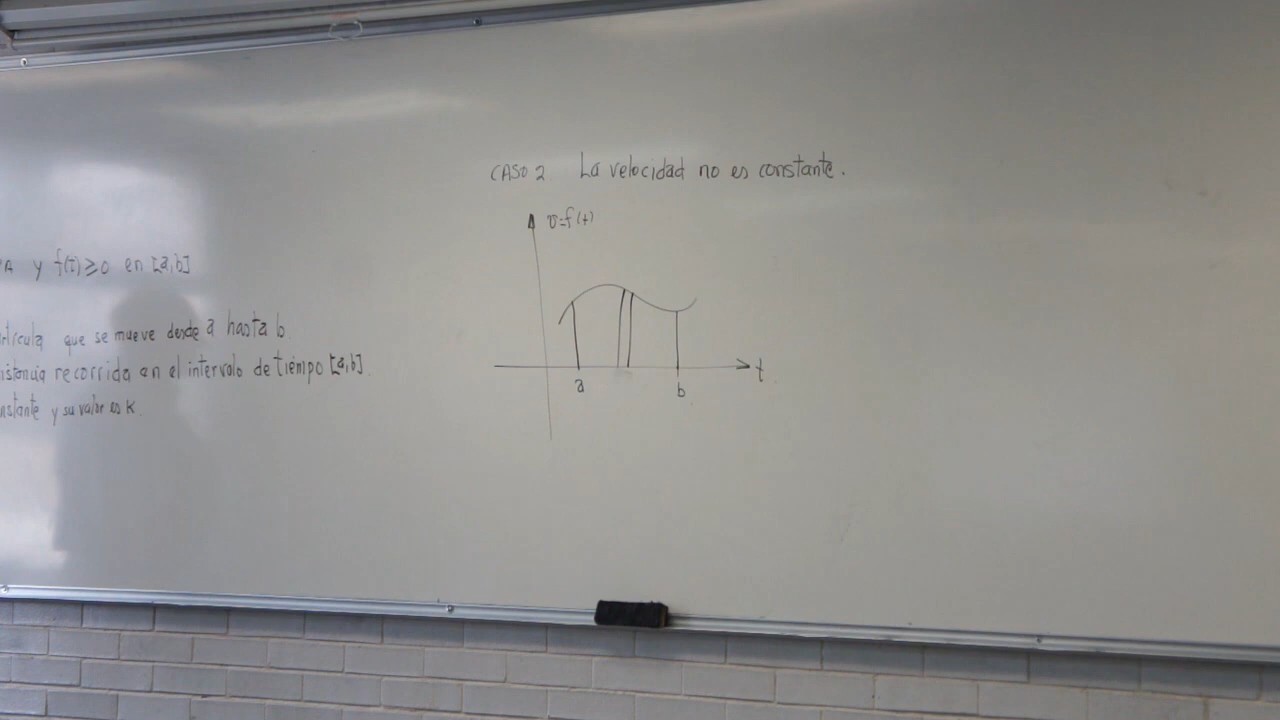 y f(t) ≥ 0 en [a,b]
que se mueve desde a hasta b.
recorrida en el intervalo de tiempo [a,b].
y su valor es k.
CASO 2. La velocidad no es constante.
v=f(t)
t
a
b